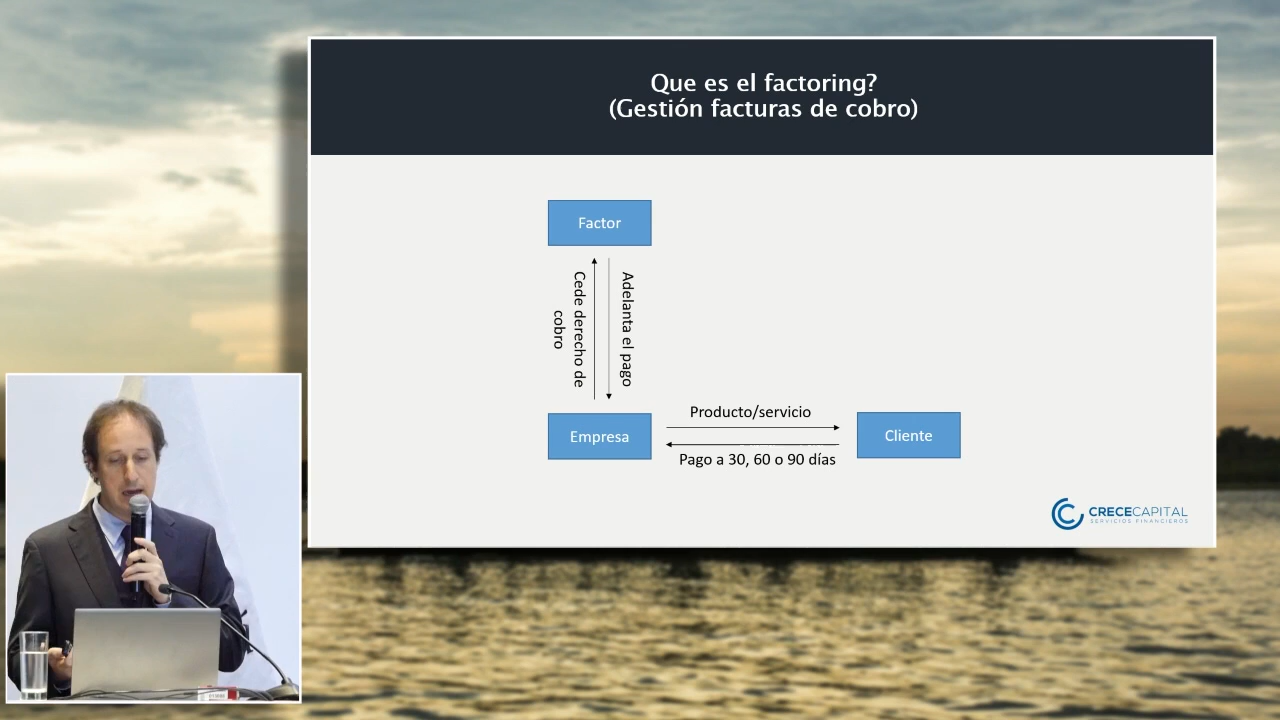 Que es el factoring?
(Gestión facturas de cobro)
Factor
Cede derecho de
cobro
Adelanta el pago
Producto/servicio
Empresa
Cliente
Pago a 30, 60 o 90 días
CRECECAPITAL
SERVICIOS FINANCIEROS